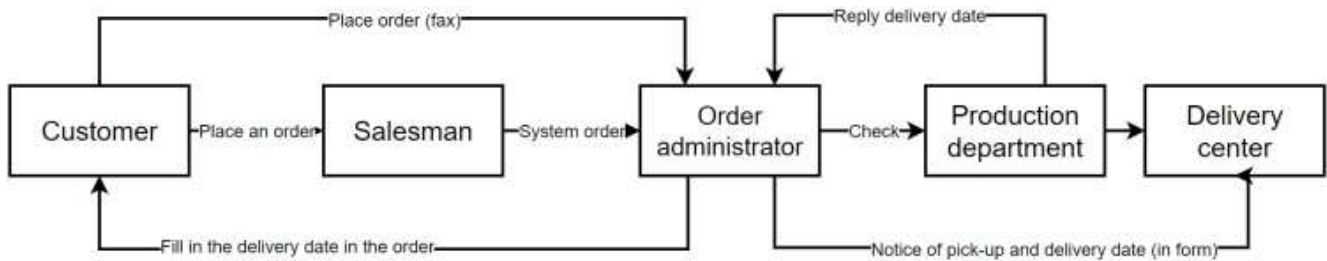 Place order (fax)
Reply delivery date
Customer
Place an order
Salesman
System order
Order
administrator
Check
Production
department
Delivery
center
Fill in the delivery date in the order
Notice of pick-up and delivery date (in form)